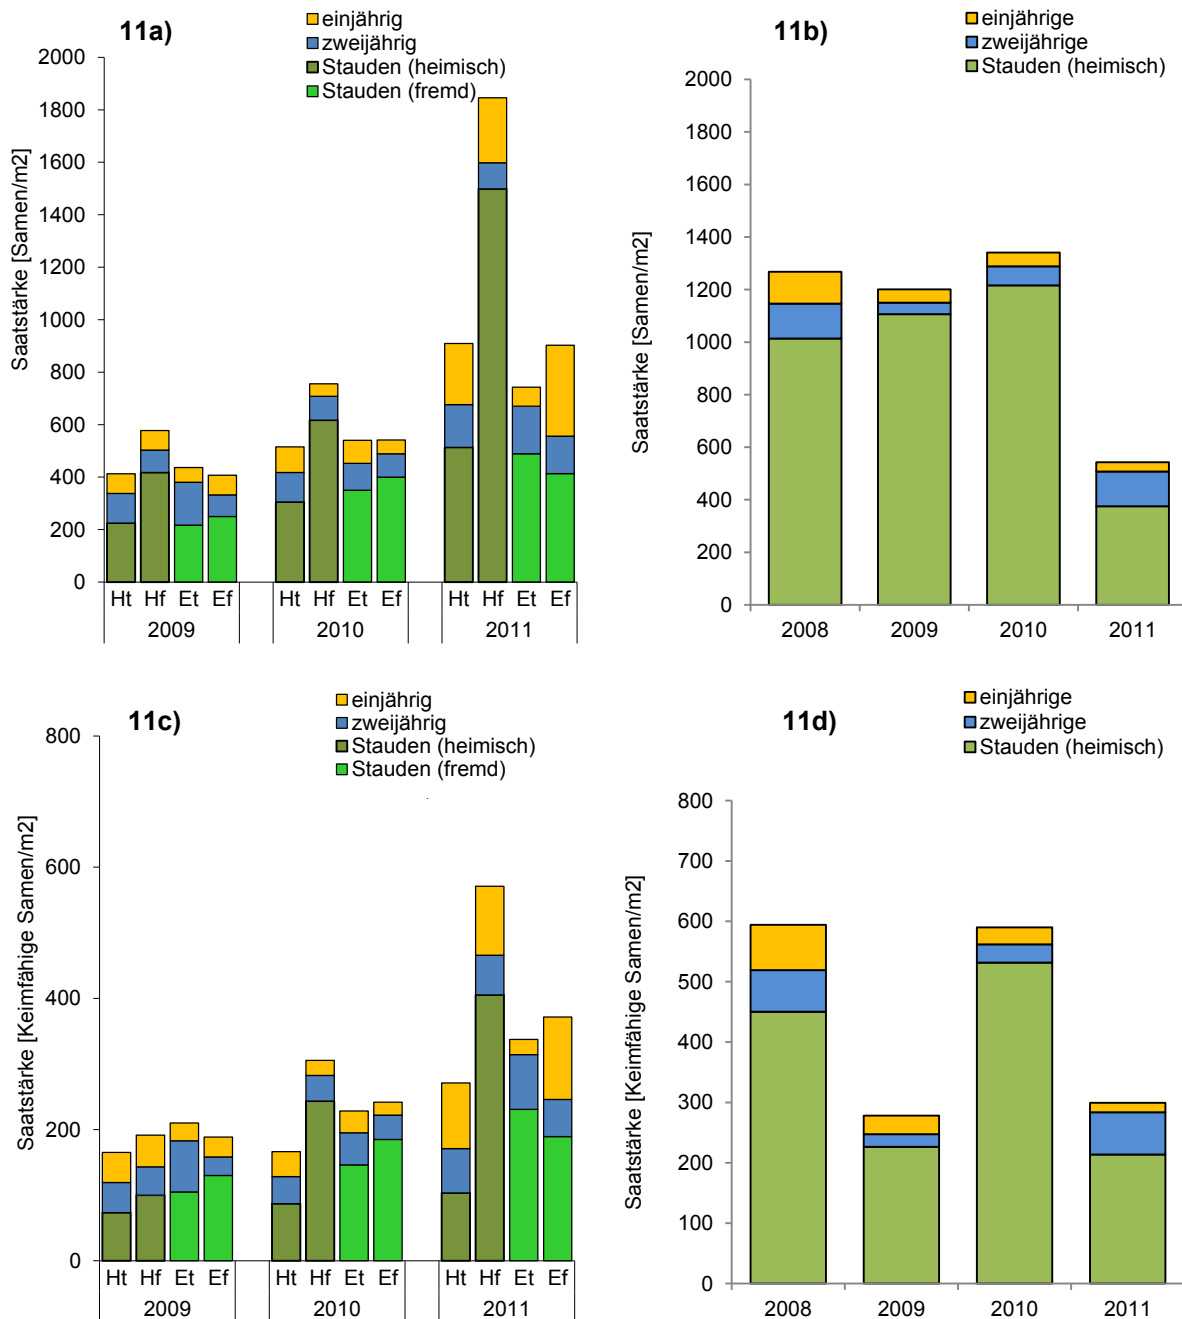 11a)
einjährig
zweijährig
Stauden (heimisch)
Stauden (fremd)
Saatstärke [Samen/m2]
2000
1800
1600
1400
1200
1000
800
600
400
200
0
Ht Hf Et Ef Ht Hf Et Ef Ht Hf Et Ef
2009 2010 2011
11b)
einjährige
zweijährige
Stauden (heimisch)
Saatstärke [Samen/m2]
2000
1800
1600
1400
1200
1000
800
600
400
200
0
2008 2009 2010 2011
11c)
einjährig
zweijährig
Stauden (heimisch)
Stauden (fremd)
Saatstärke [Keimfähige Samen/m2]
800
600
400
200
0
Ht Hf Et Ef Ht Hf Et Ef Ht Hf Et Ef
2009 2010 2011
11d)
einjährige
zweijährige
Stauden (heimisch)
Saatstärke [Keimfähige Samen/m2]
800
700
600
500
400
300
200
100
0
2008 2009 2010 2011